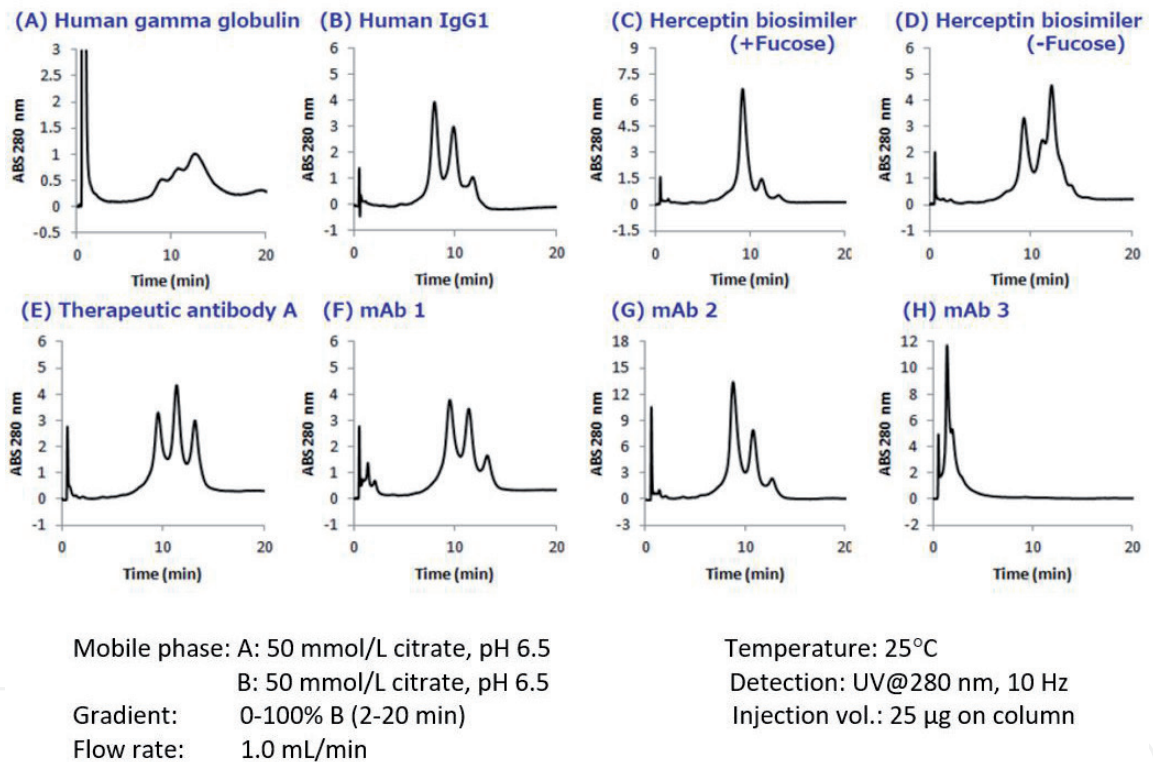 (A) Human gamma globulin
ABS 280 nm
3
2.5
2
1.5
1
0.5
0
-0.5
0 10 20
Time (min)
(B) Human IgG1
ABS 280 nm
6
5
4
3
2
1
0
-1
0 10 20
Time (min)
(C) Herceptin biosimiler
(+Fucose)
ABS 280 nm
9
7.5
6
4.5
3
1.5
0
-1.5
0 10 20
Time (min)
(D) Herceptin biosimiler
(-Fucose)
ABS 280 nm
6
5
4
3
2
1
0
-1
0 10 20
Time (min)
(E) Therapeutic antibody A
ABS 280 nm
6
5
4
3
2
1
0
-1
0 10 20
Time (min)
(F) mAb 1
ABS 280 nm
6
5
4
3
2
1
0
-1
0 10 20
Time (min)
(G) mAb 2
ABS 280 nm
18
15
12
9
6
3
0
-3
0 10 20
Time (min)
(H) mAb 3
ABS 280 nm
12
10
8
6
4
2
0
-2
0 10 20
Time (min)
Mobile phase: A: 50 mmol/L citrate, pH 6.5
B: 50 mmol/L citrate, pH 6.5
Gradient: 0-100% B (2-20 min)
Flow rate: 1.0 mL/min
Temperature: 25°C
Detection: UV@280 nm, 10 Hz
Injection vol.: 25 µg on column